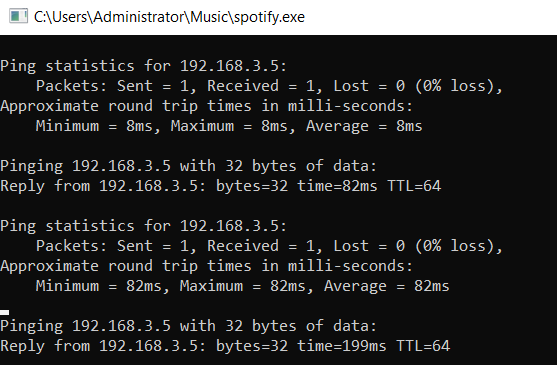 C:\Users\Administrator\Music\spotify.exe
Ping statistics for 192.168.3.5:
    Packets: Sent = 1, Received = 1, Lost = 0 (0% loss),
Approximate round trip times in milli-seconds:
    Minimum = 8ms, Maximum = 8ms, Average = 8ms
Pinging 192.168.3.5 with 32 bytes of data:
Reply from 192.168.3.5: bytes=32 time=82ms TTL=64
Ping statistics for 192.168.3.5:
    Packets: Sent = 1, Received = 1, Lost = 0 (0% loss),
Approximate round trip times in milli-seconds:
    Minimum = 82ms, Maximum = 82ms, Average = 82ms
Pinging 192.168.3.5 with 32 bytes of data:
Reply from 192.168.3.5: bytes=32 time=199ms TTL=64